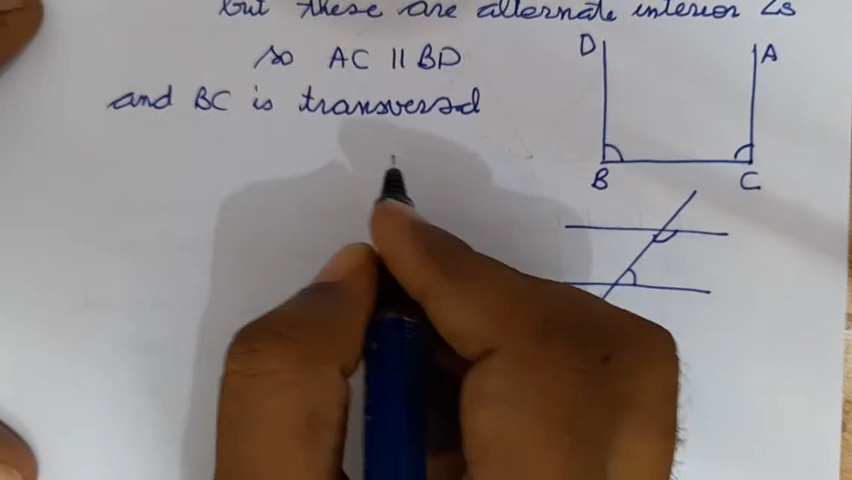 but these are alternate interior ∠s
so AC || BD
and BC is transversal
D
A
B
C